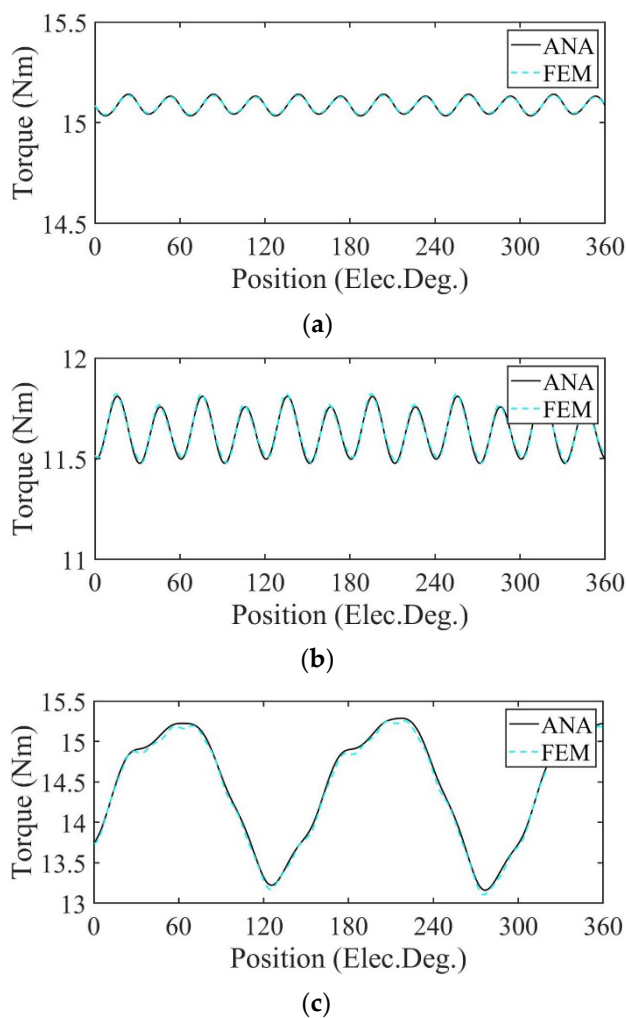 15.5
ANA
FEM
15
14.5
Torque (Nm)
0 60 120 180 240 300 360
Position (Elec.Deg.)
(a)
12
ANA
FEM
11.5
11
Torque (Nm)
0 60 120 180 240 300 360
Position (Elec.Deg.)
(b)
15.5
ANA
15
FEM
14.5
14
13.5
13
Torque (Nm)
0 60 120 180 240 300 360
Position (Elec.Deg.)
(c)